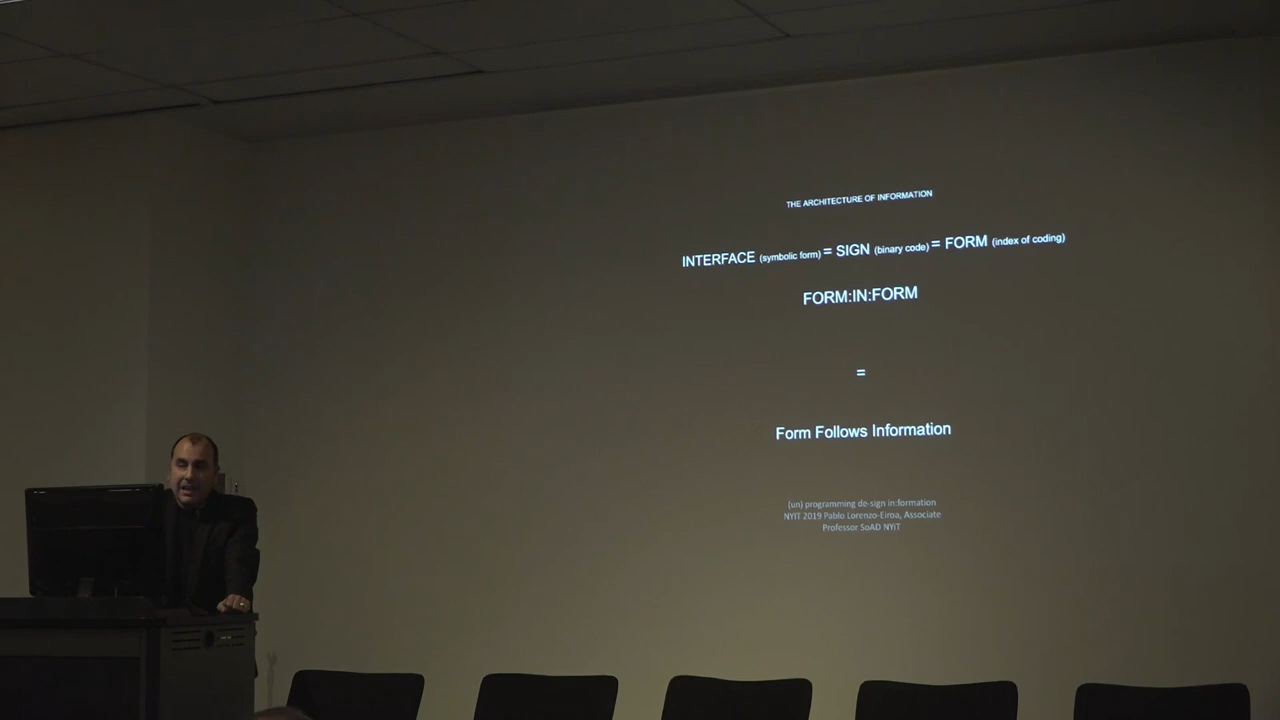 THE ARCHITECTURE OF INFORMATION
INTERFACE (symbolic form) = SIGN (binary code) = FORM (index of coding)
FORM:IN:FORM
=
Form Follows Information
(un) programming de-sign in:formation
NYIT 2019 Pablo Lorenzo-Eiroa, Associate
Professor SoAD NYiT